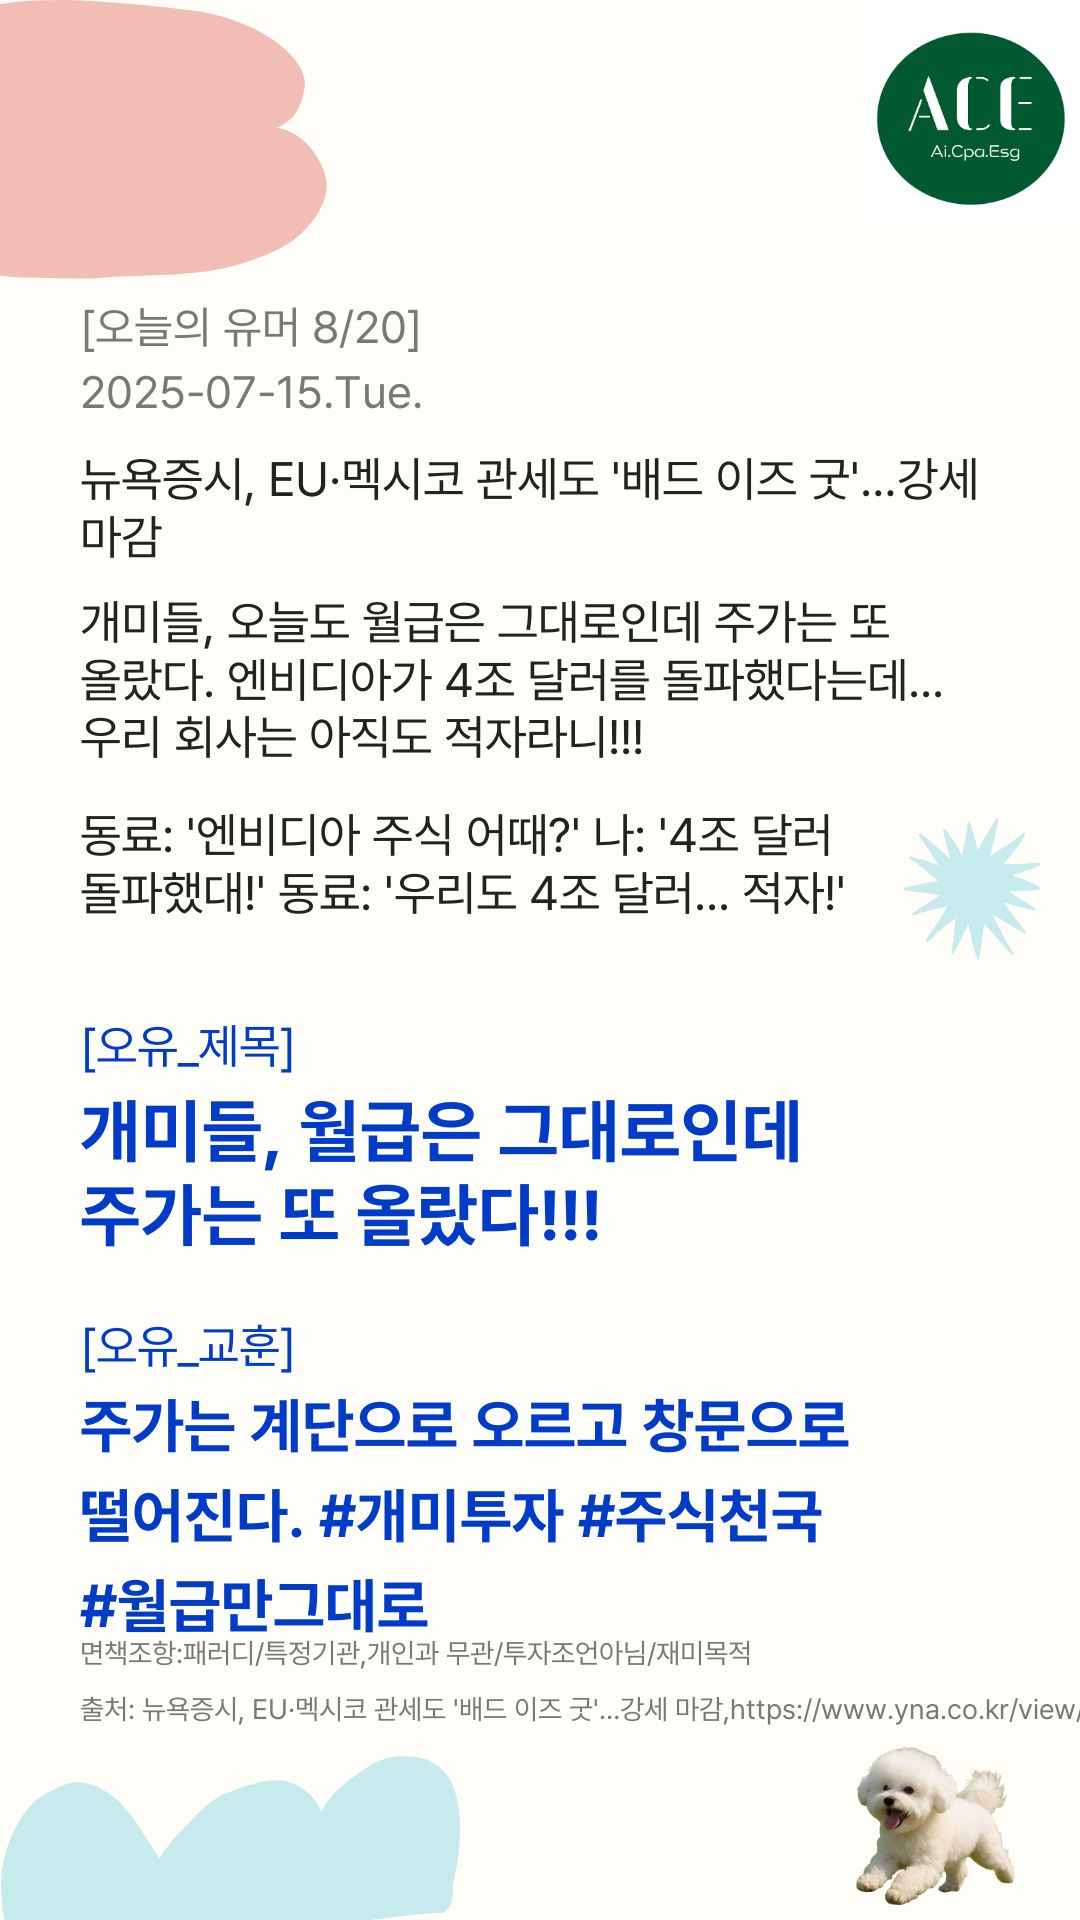 ACE
Ai.Cpa.Esg
[오늘의 유머 8/20]
2025-07-15.Tue.
뉴욕증시, EU·멕시코 관세도 '배드 이즈 굿'...강세
마감
개미들, 오늘도 월급은 그대로인데 주가는 또
올랐다. 엔비디아가 4조 달러를 돌파했다는데...
우리 회사는 아직도 적자라니!!!
동료: '엔비디아 주식 어때?' 나: '4조 달러
돌파했대!' 동료: '우리도 4조 달러... 적자!'
[오유_제목]
개미들, 월급은 그대로인데
주가는 또 올랐다!!!
[오유_교훈]
주가는 계단으로 오르고 창문으로
떨어진다. #개미투자 #주식천국
#월급만그대로
면책조항:패러디/특정기관,개인과 무관/투자조언아님/재미목적
출처: 뉴욕증시, EU·멕시코 관세도 '배드 이즈 굿'...강세 마감,https://www.yna.co.kr/view/